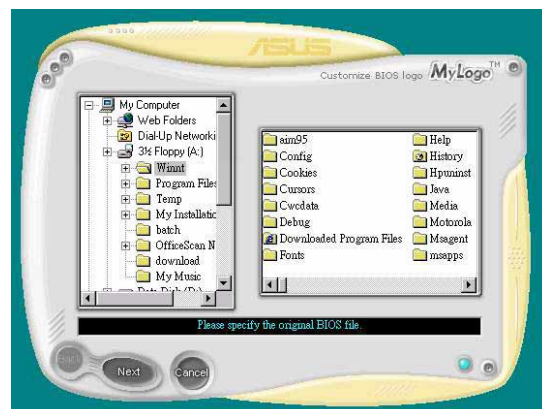 ASUS
Customize BIOS logo MyLogo™
My Computer
Web Folders
Dial-Up Networki
3½ Floppy (A:)
Winnt
Program Files
Temp
My Installatic
batch
OfficeScan N
download
My Music
aim95
Config
Cookies
Cursors
Cwcdata
Debug
Downloaded Program Files
Fonts
Help
History
Hpuninst
Java
Media
Motorola
Msagent
msapps
Please specify the original BIOS file.
Back Next Cancel